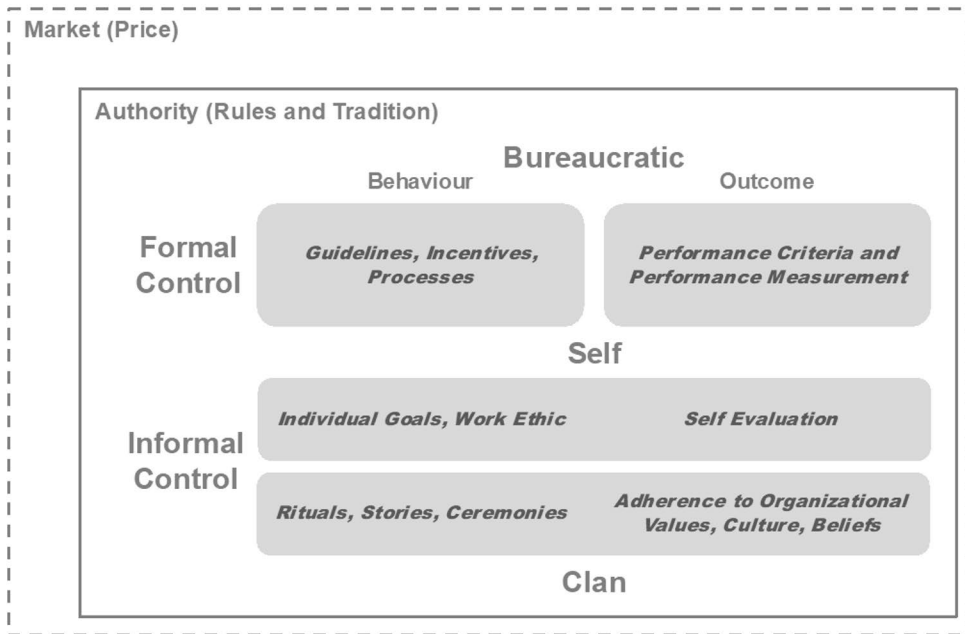 Market (Price)
Authority (Rules and Tradition)
Bureaucratic
Behaviour
Outcome
Formal
Control
Guidelines, Incentives,
Processes
Performance Criteria and
Performance Measurement
Self
Informal
Control
Individual Goals, Work Ethic
Self Evaluation
Rituals, Stories, Ceremonies
Adherence to Organizational
Values, Culture, Beliefs
Clan